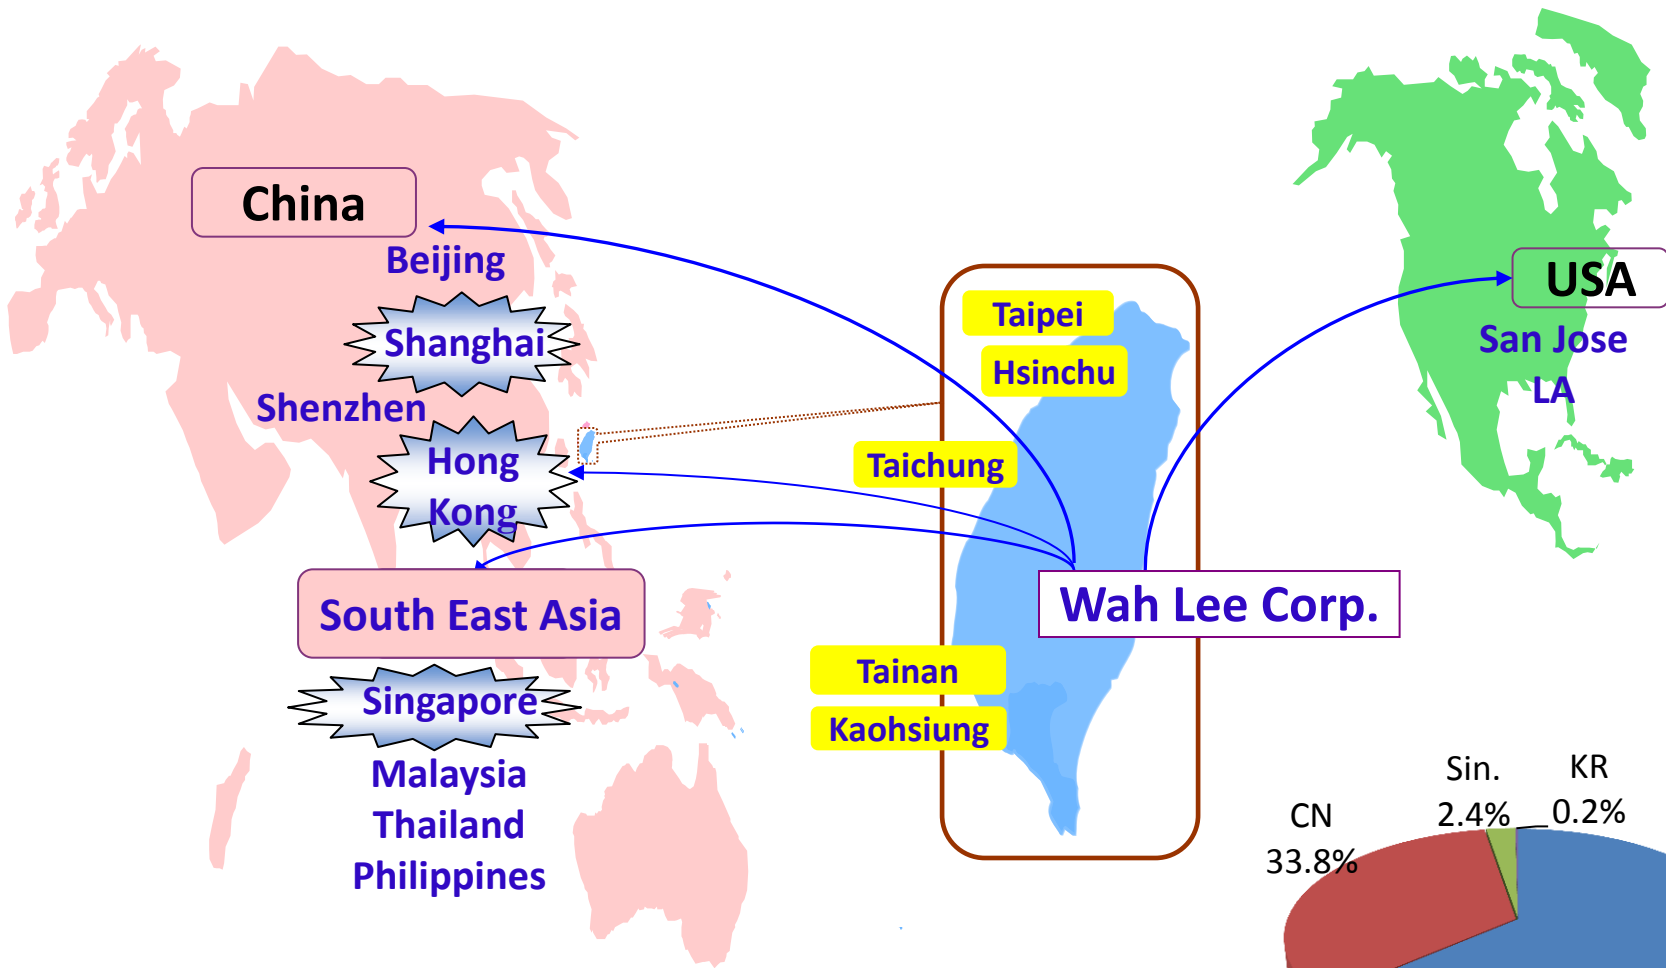 China
Beijing
Shanghai
Shenzhen
Hong
Kong
South East Asia
Singapore
Malaysia
Thailand
Philippines
Taipei
Hsinchu
Taichung
Wah Lee Corp.
Tainan
Kaohsiung
USA
San Jose
LA
Sin.
2.4%
KR
0.2%
CN
33.8%